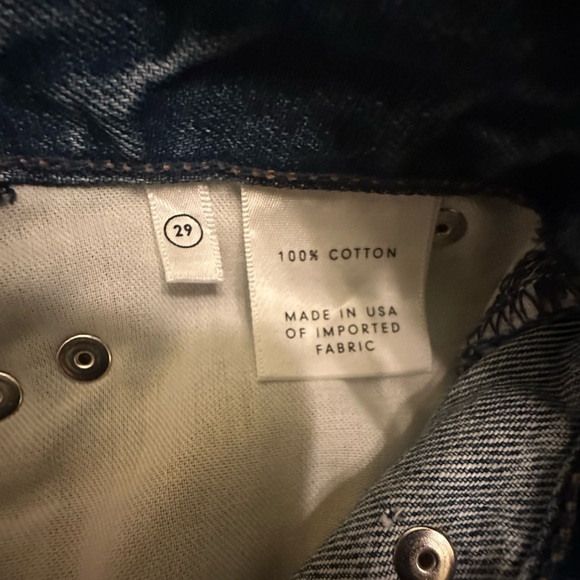 29
100% COTTON
MADE IN USA
OF IMPORTED
FABRIC